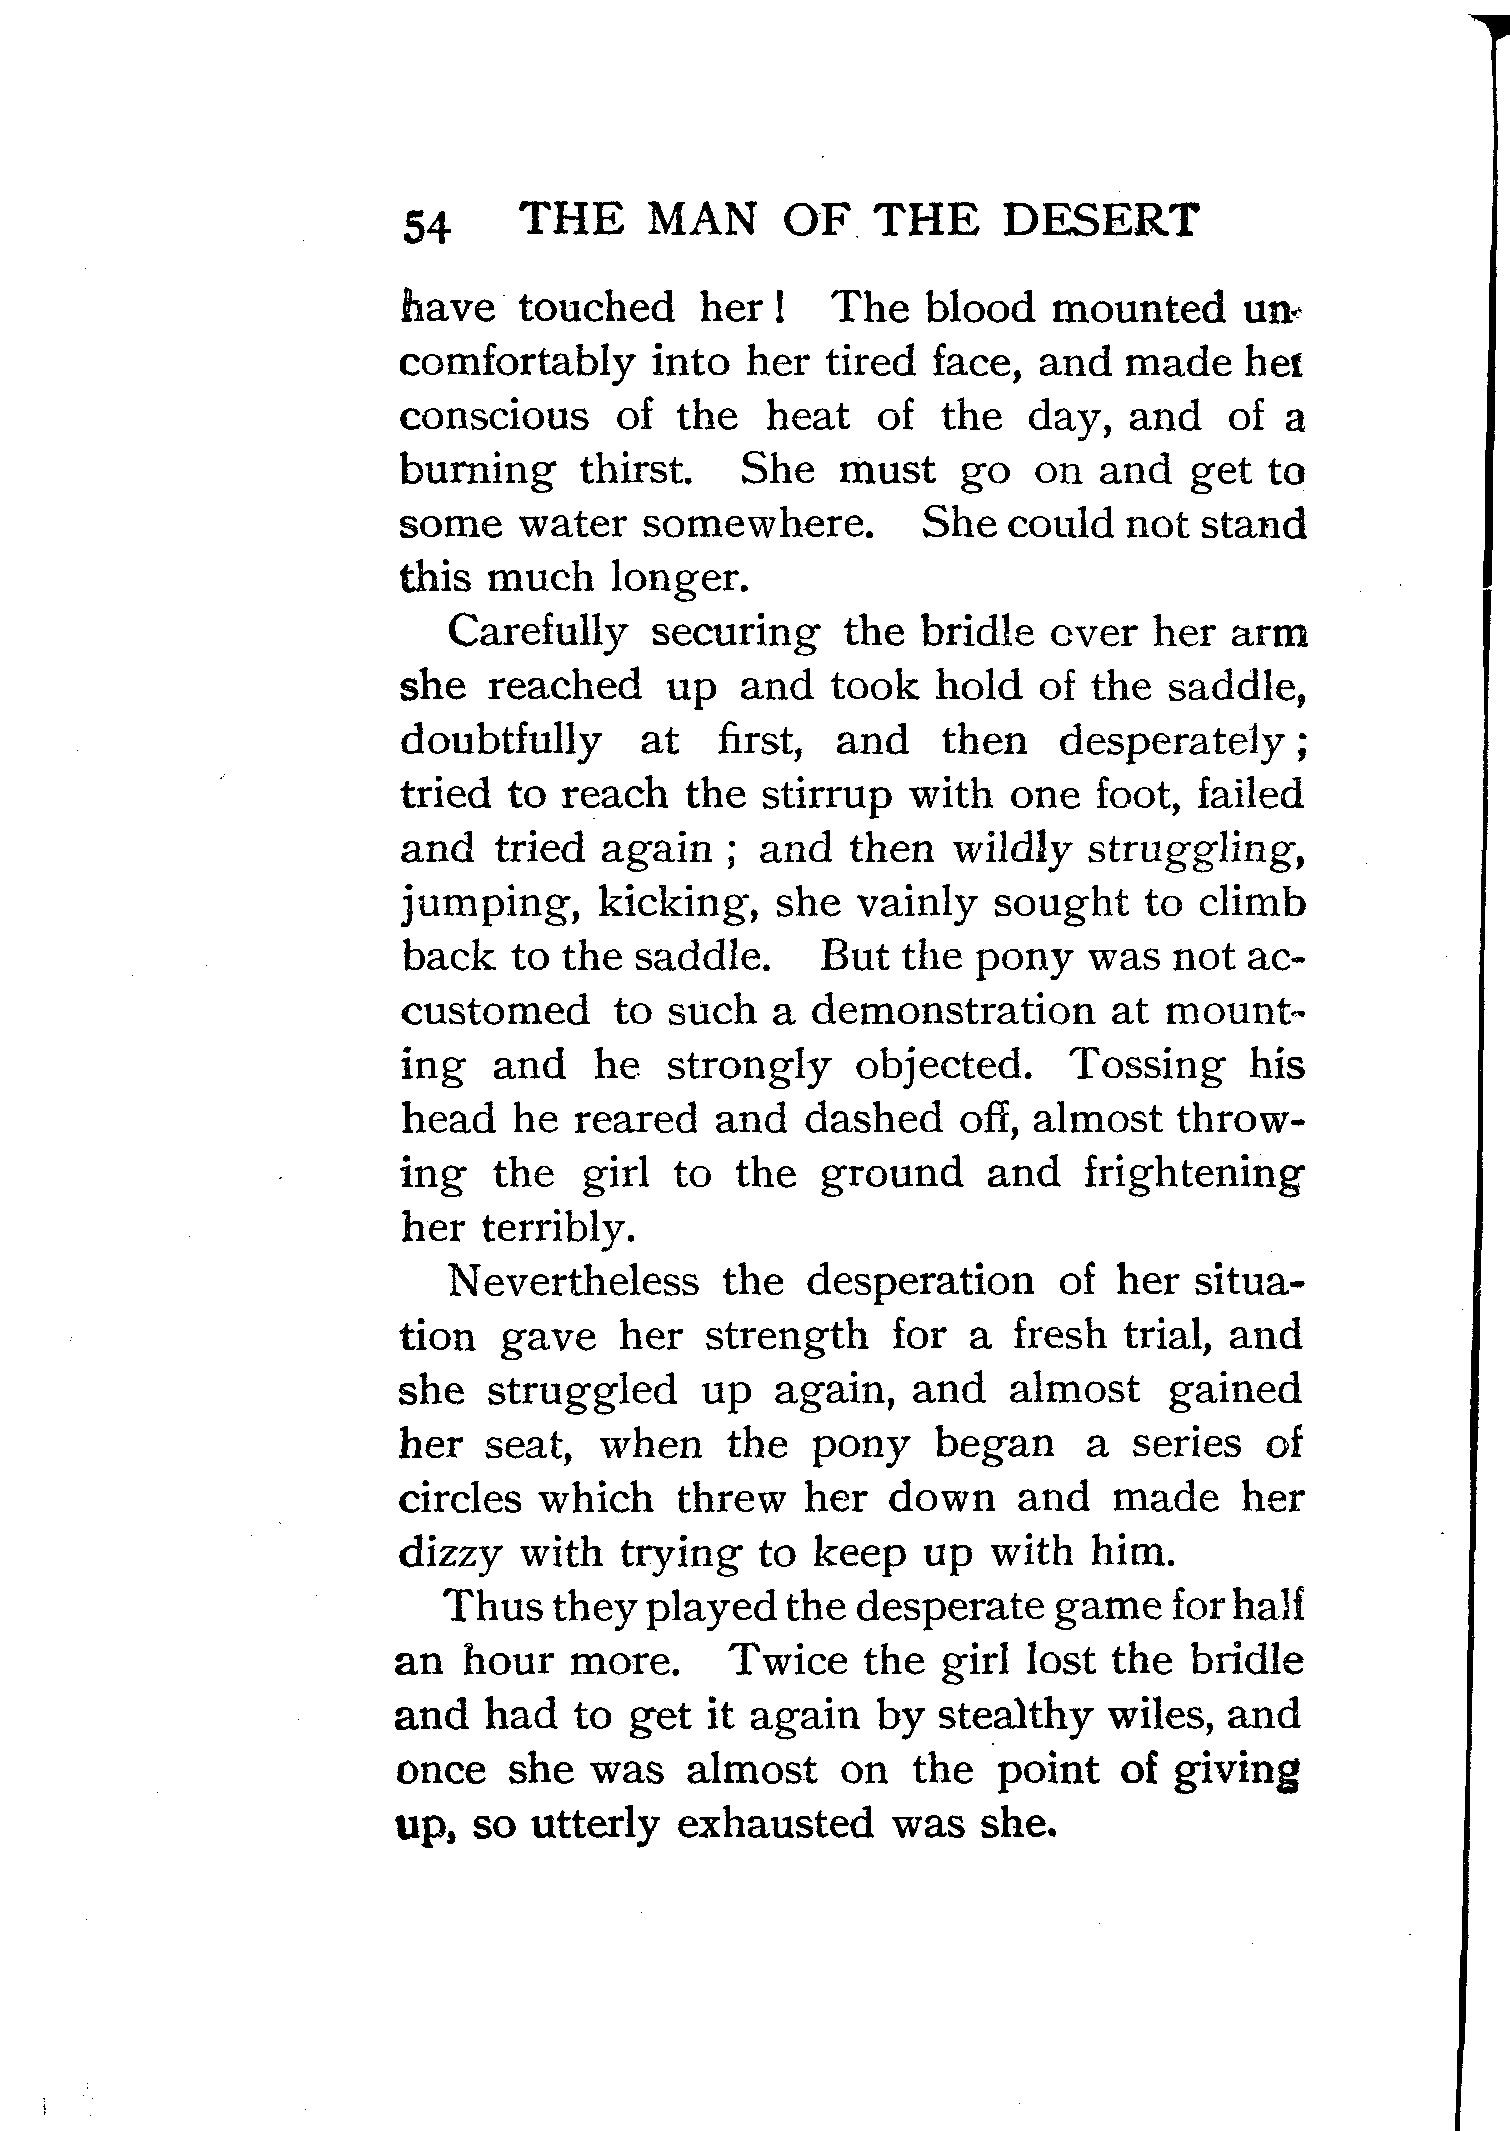 54 THE MAN OF THE DESERT
have touched her! The blood mounted un-
comfortably into her tired face, and made her
conscious of the heat of the day, and of a
burning thirst. She must go on and get to
some water somewhere. She could not stand
this much longer.
Carefully securing the bridle over her arm
she reached up and took hold of the saddle,
doubtfully at first, and then desperately;
tried to reach the stirrup with one foot, failed
and tried again; and then wildly struggling,
jumping, kicking, she vainly sought to climb
back to the saddle. But the pony was not ac-
customed to such a demonstration at mount-
ing and he strongly objected. Tossing his
head he reared and dashed off, almost throw-
ing the girl to the ground and frightening
her terribly.
Nevertheless the desperation of her situa-
tion gave her strength for a fresh trial, and
she struggled up again, and almost gained
her seat, when the pony began a series of
circles which threw her down and made her
dizzy with trying to keep up with him.
Thus they played the desperate game for half
an hour more. Twice the girl lost the bridle
and had to get it again by stealthy wiles, and
once she was almost on the point of giving
up, so utterly exhausted was she.